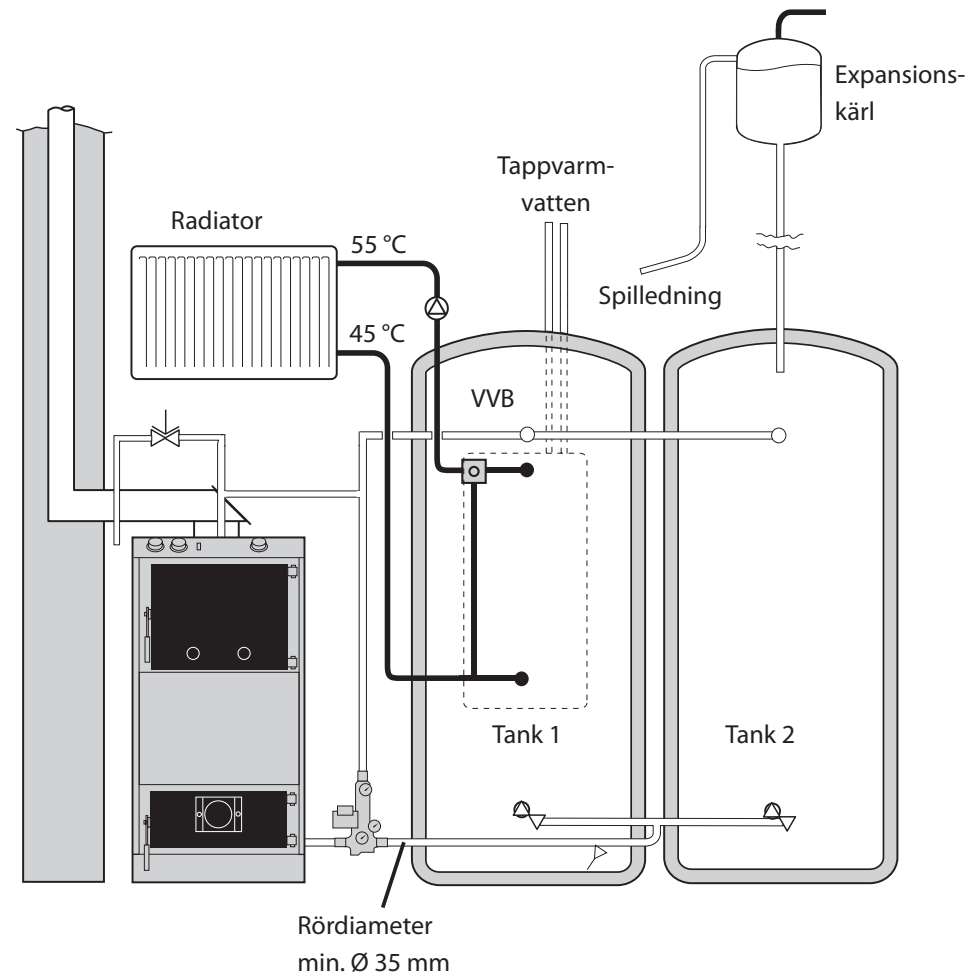 Expansions-
kärl
Tappvarm-
vatten
Radiator
55 °C
Spilledning
45 °C
VVB
Tank 1
Tank 2
Rördiameter
min. Ø 35 mm